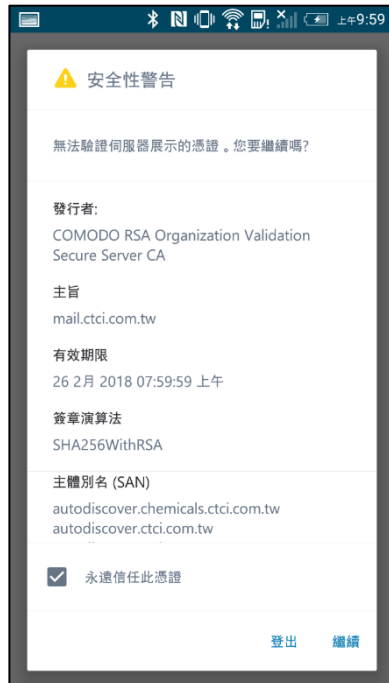 上午9:59
安全性警告
無法驗證伺服器展示的憑證。您要繼續嗎?
發行者:
COMODO RSA Organization Validation
Secure Server CA
主旨
mail.ctci.com.tw
有效期限
26 2月 2018 07:59:59 上午
簽章演算法
SHA256WithRSA
主體別名 (SAN)
autodiscover.chemicals.ctci.com.tw
autodiscover.ctci.com.tw
永遠信任此憑證
登出 繼續